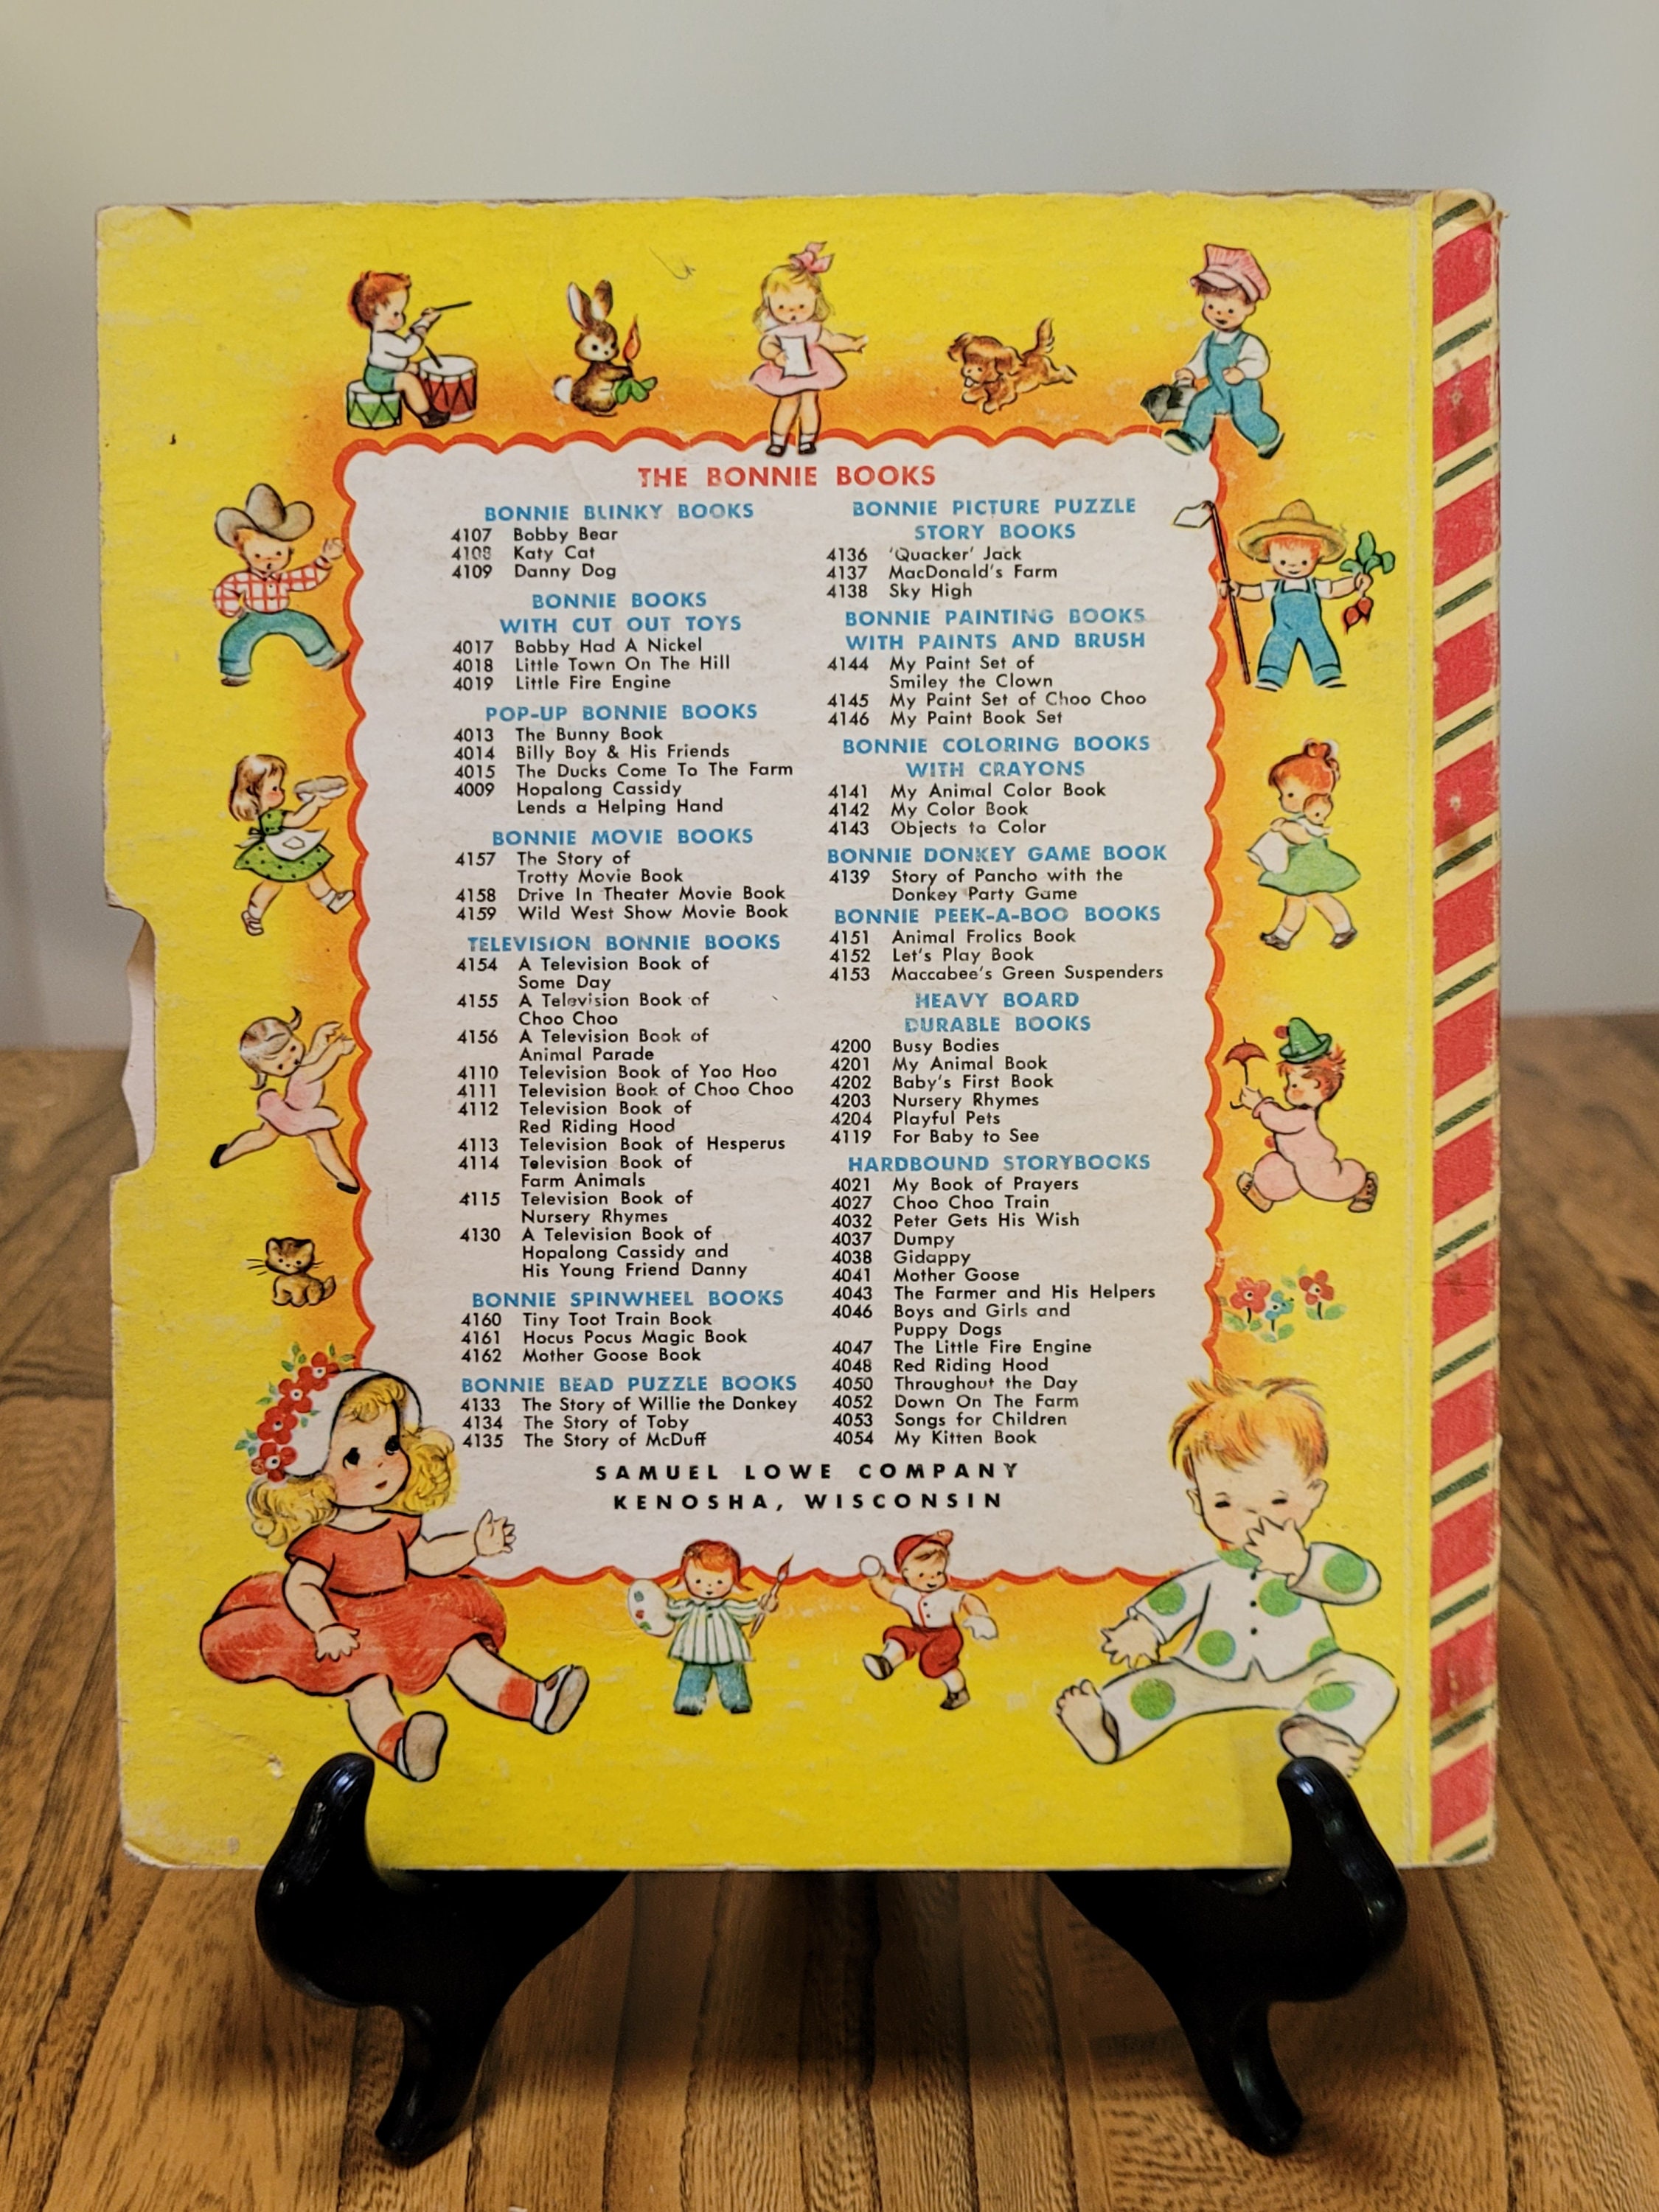 THE BONNIE BOOKS
BONNIE BLINKY BOOKS
4107 Bobby Bear
4108 Katy Cat
4109 Danny Dog
BONNIE BOOKS
WITH CUT OUT TOYS
4017 Bobby Had A Nickel
4018 Little Town On The Hill
4019 Little Fire Engine
POP-UP BONNIE BOOKS
4013 The Bunny Book
4014 Billy Boy & His Friends
4015 The Ducks Come To The Farm
4009 Hopalong Cassidy
Lends a Helping Hand
BONNIE MOVIE BOOKS
4157 The Story of
Trotty Movie Book
4158 Drive In Theater Movie Book
4159 Wild West Show Movie Book
TELEVISION BONNIE BOOKS
4154 A Television Book of
Some Day
4155 A Television Book of
Choo Choo
4156 A Television Book of
Animal Parade
4110 Television Book of Yoo Hoo
4111 Television Book of Choo Choo
4112 Television Book of
Red Riding Hood
4113 Television Book of Hesperus
4114 Television Book of
Farm Animals
4115 Television Book of
Nursery Rhymes
4130 A Television Book of
Hopalong Cassidy and
His Young Friend Danny
BONNIE SPINWHEEL BOOKS
4160 Tiny Toot Train Book
4161 Hocus Pocus Magic Book
4162 Mother Goose Book
BONNIE BEAD PUZZLE BOOKS
4133 The Story of Willie the Donkey
4134 The Story of Toby
4135 The Story of McDuff
BONNIE PICTURE PUZZLE
STORY BOOKS
4136 'Quacker' Jack
4137 MacDonald's Farm
4138 Sky High
BONNIE PAINTING BOOKS
WITH PAINTS AND BRUSH
4144 My Paint Set of
Smiley the Clown
4145 My Paint Set of Choo Choo
4146 My Paint Book Set
BONNIE COLORING BOOKS
WITH CRAYONS
4141 My Animal Color Book
4142 My Color Book
4143 Objects to Color
BONNIE DONKEY GAME BOOK
4139 Story of Pancho with the
Donkey Party Game
BONNIE PEEK-A-BOO BOOKS
4151 Animal Frolics Book
4152 Let's Play Book
4153 Maccabee's Green Suspenders
HEAVY BOARD
DURABLE BOOKS
4200 Busy Bodies
4201 My Animal Book
4202 Baby's First Book
4203 Nursery Rhymes
4204 Playful Pets
4119 For Baby to See
HARDBOUND STORYBOOKS
4021 My Book of Prayers
4027 Choo Choo Train
4032 Peter Gets His Wish
4037 Dumpy
4038 Gidappy
4041 Mother Goose
4043 The Farmer and His Helpers
4046 Boys and Girls and
Puppy Dogs
4047 The Little Fire Engine
4048 Red Riding Hood
4050 Throughout the Day
4052 Down On The Farm
4053 Songs for Children
4054 My Kitten Book
SAMUEL LOWE COMPANY
KENOSHA, WISCONSIN